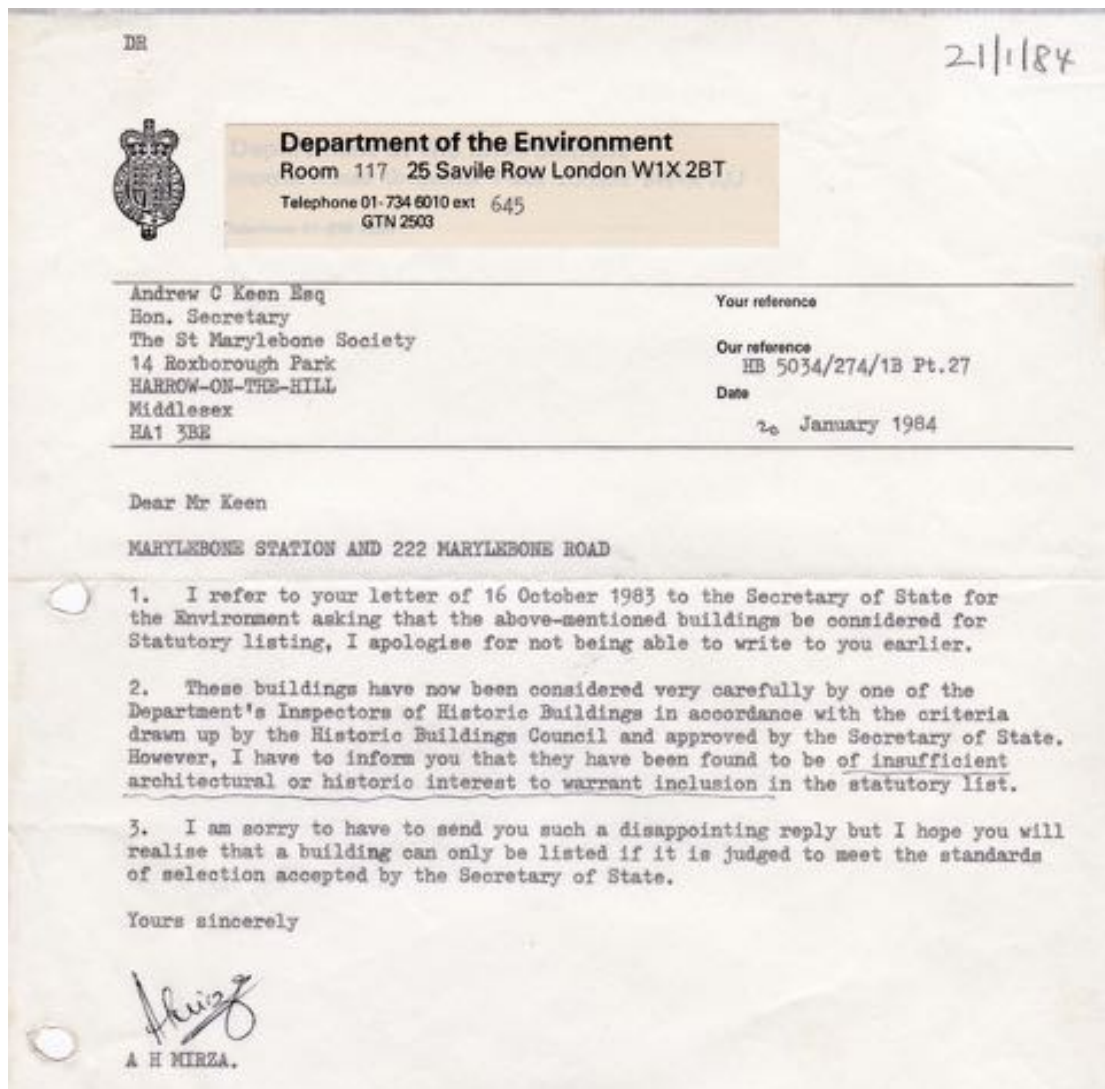 DR
21/1/84
Department of the Environment
Room 117 25 Savile Row London W1X 2BT
Telephone 01-734 6010 ext 645
GTN 2503
Andrew C Keen Esq
Hon. Secretary
The St Marylebone Society
14 Roxborough Park
HARROW-ON-THE-HILL
Middlesex
HA1 3BE
Your reference
Our reference
HB 5034/274/1B Pt.27
Date
20 January 1984
Dear Mr Keen
MARYLEBONE STATION AND 222 MARYLEBONE ROAD
1. I refer to your letter of 16 October 1983 to the Secretary of State for
the Environment asking that the above-mentioned buildings be considered for
Statutory listing, I apologise for not being able to write to you earlier.
2. These buildings have now been considered very carefully by one of the
Department's Inspectors of Historic Buildings in accordance with the criteria
drawn up by the Historic Buildings Council and approved by the Secretary of State.
However, I have to inform you that they have been found to be of insufficient
architectural or historic interest to warrant inclusion in the statutory list.
3. I am sorry to have to send you such a disappointing reply but I hope you will
realise that a building can only be listed if it is judged to meet the standards
of selection accepted by the Secretary of State.
Yours sincerely
A H MIRZA.